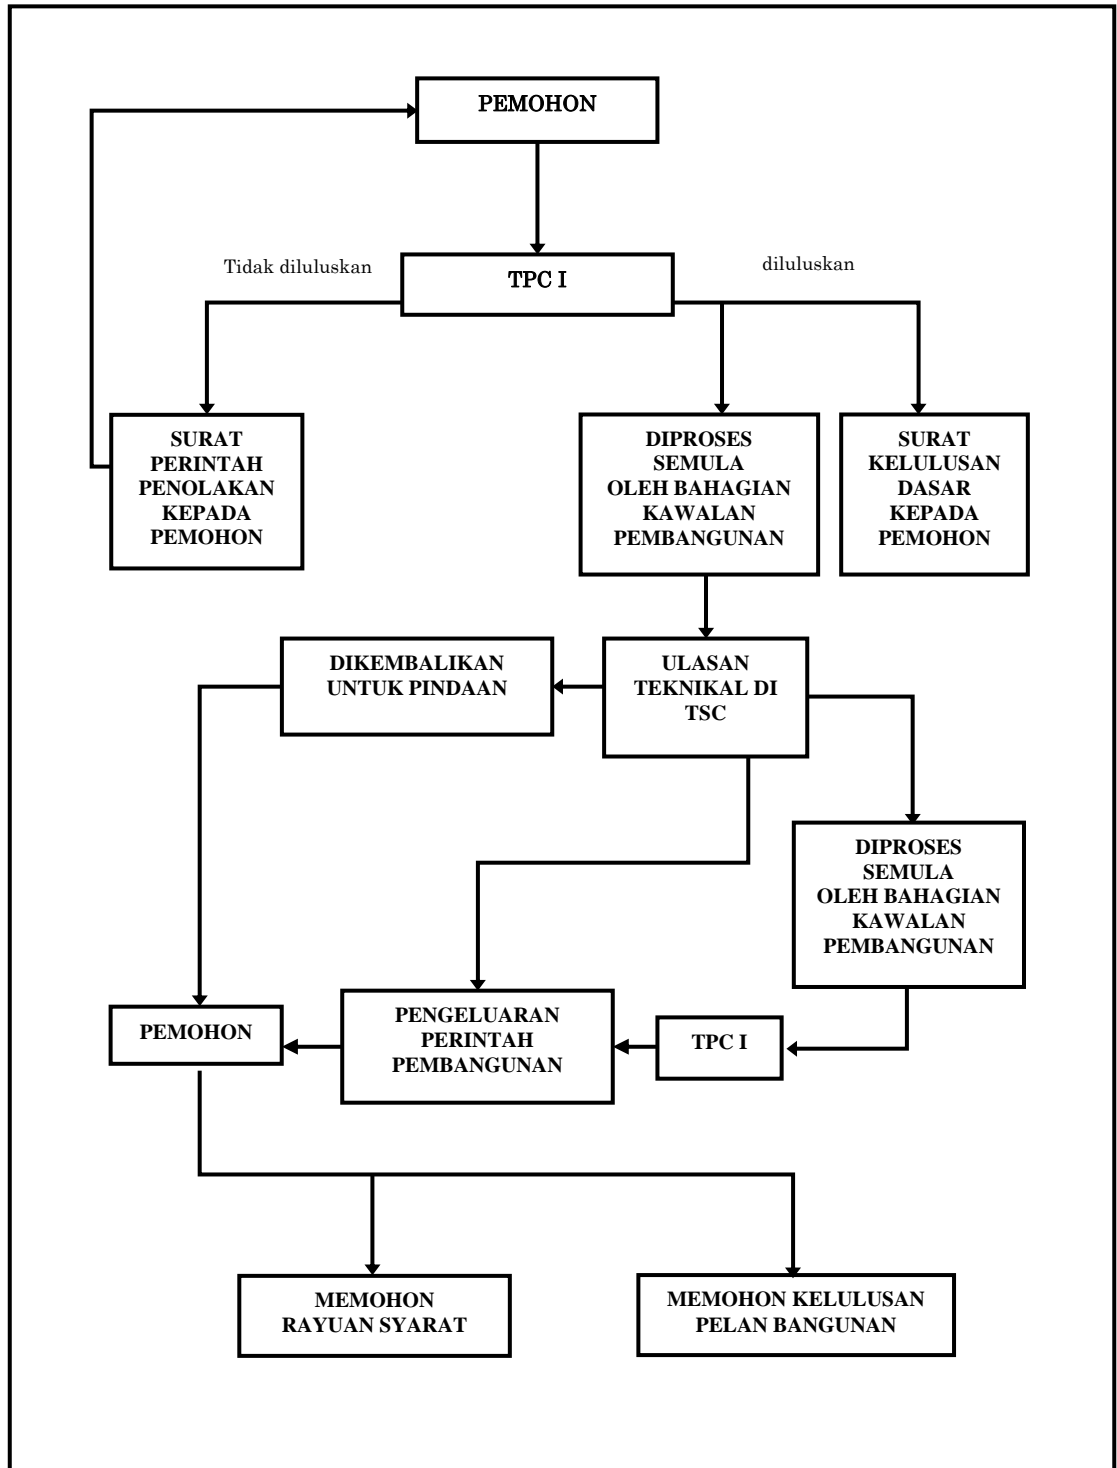 PEMOHON
Tidak diluluskan
TPC I
diluluskan
SURAT
PERINTAH
PENOLAKAN
KEPADA
PEMOHON
DIPROSES
SEMULA
OLEH BAHAGIAN
KAWALAN
PEMBANGUNAN
SURAT
KELULUSAN
DASAR
KEPADA
PEMOHON
DIKEMBALIKAN
UNTUK PINDAAN
ULASAN
TEKNIKAL DI
TSC
DIPROSES
SEMULA
OLEH BAHAGIAN
KAWALAN
PEMBANGUNAN
PEMOHON
PENGELUARAN
PERINTAH
PEMBANGUNAN
TPC I
MEMOHON
RAYUAN SYARAT
MEMOHON KELULUSAN
PELAN BANGUNAN